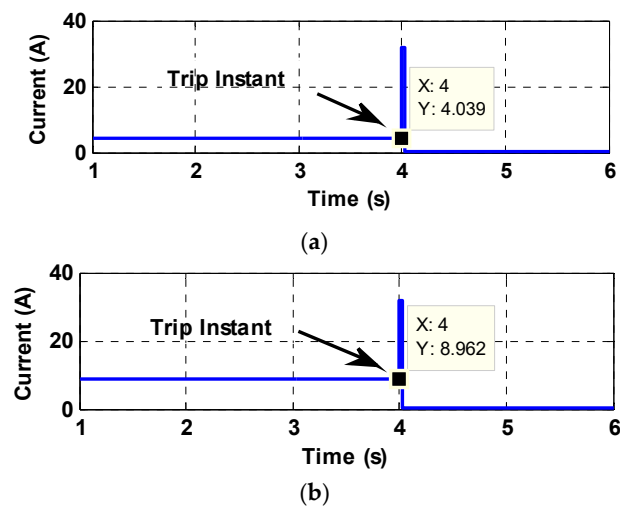 40
20
0
Current (A)
Trip Instant
X: 4
Y: 4.039
1 2 3 4 5 6
Time (s)
(a)
40
20
0
Current (A)
Trip Instant
X: 4
Y: 8.962
1 2 3 4 5 6
Time (s)
(b)